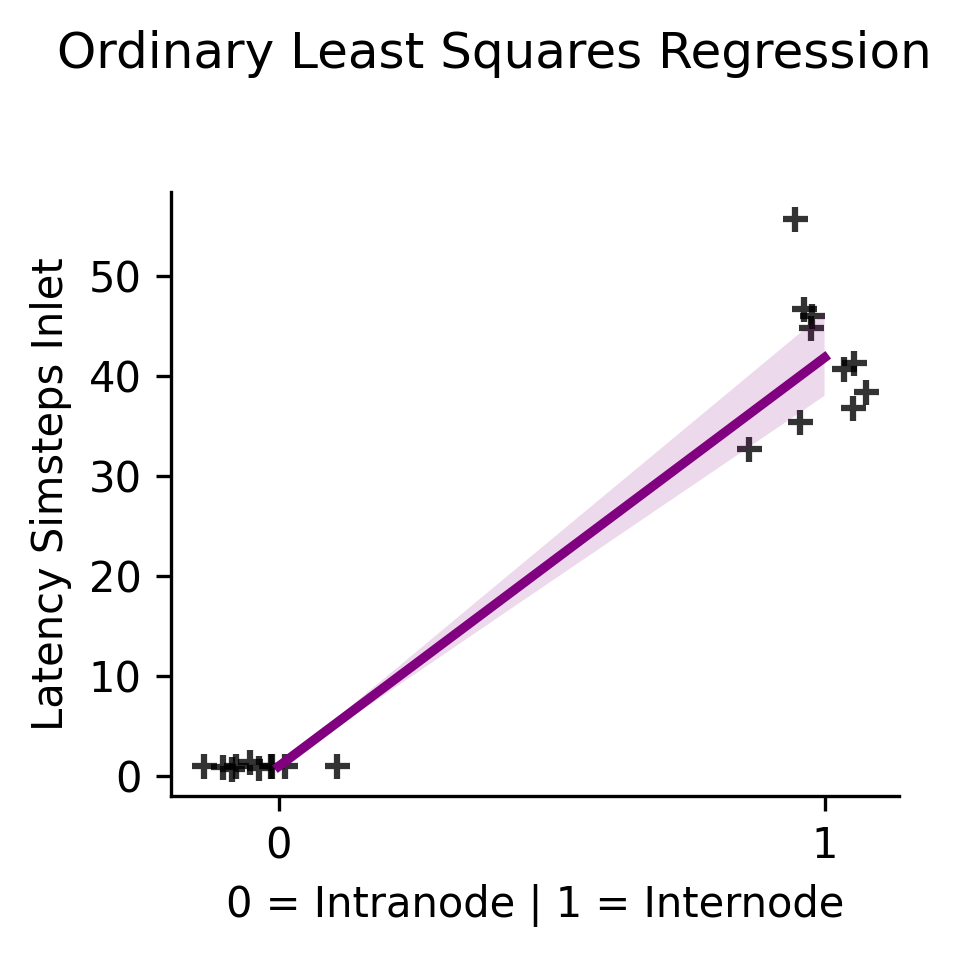 Ordinary Least Squares Regression
Latency Simsteps Inlet
50
40
30
20
10
0
0
1
0 = Intranode | 1 = Internode